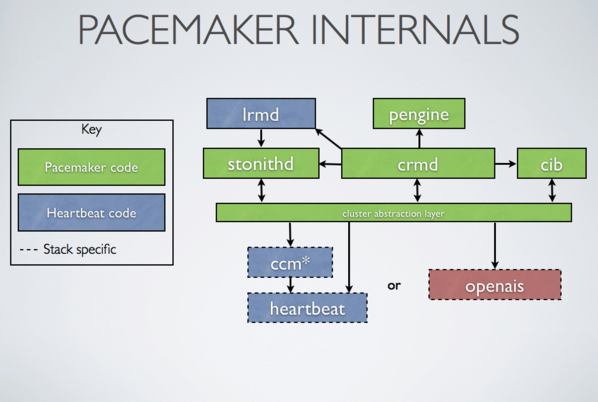 PACEMAKER INTERNALS
Key
Pacemaker code
Heartbeat code
--- Stack specific
lrmd
pengine
stonithd
crmd
cib
cluster abstraction layer
ccm*
heartbeat
or
openais